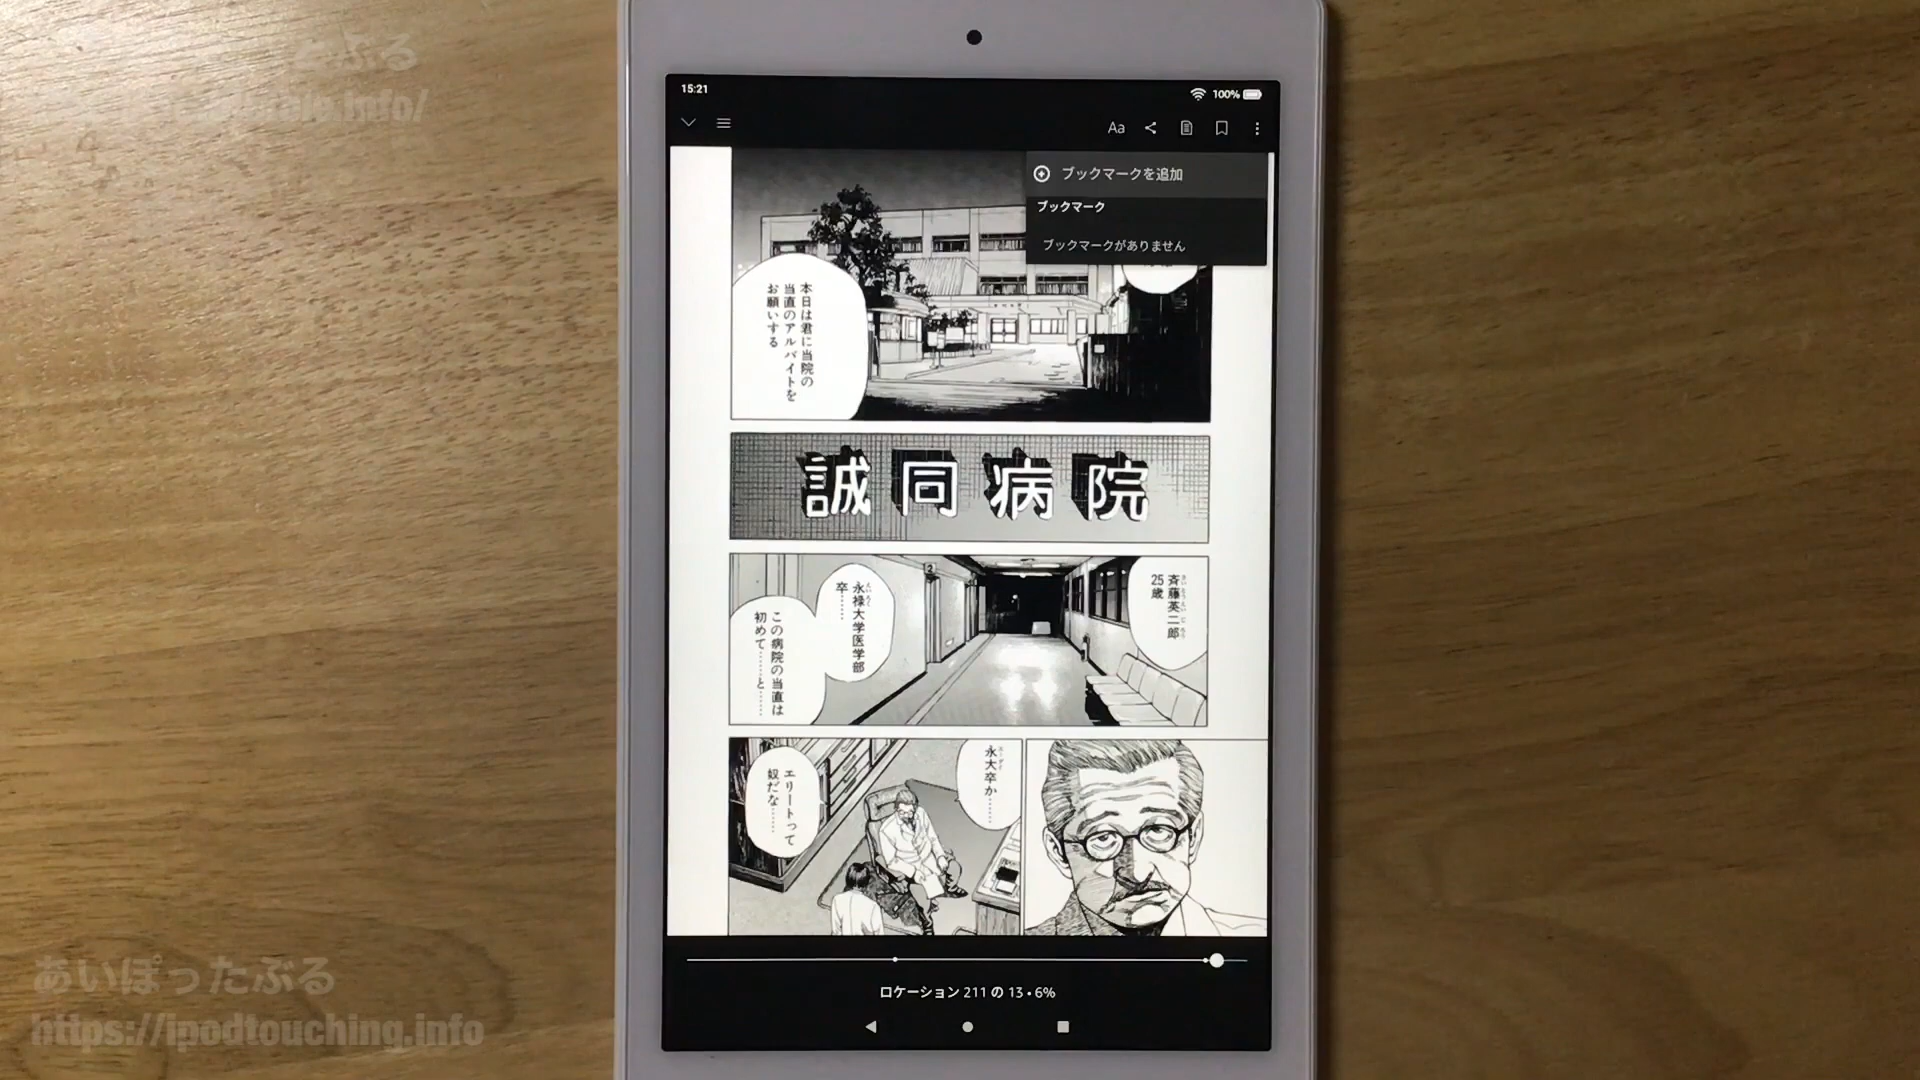 たぶる
.info/
15:21
100%
Aa
ブックマークを追加
ブックマーク
ブックマークがありません
本日は君に当院の
当直のアルバイトを
お願いする
誠同病院
斉藤英二郎
25歳
2
永禄大学医学部
卒‥‥‥
この病院の当直は
初めて‥‥‥と‥‥‥
永大卒か‥‥‥
エリートって
奴だな‥‥‥
ロケーション 211 の 13 • 6%
あいぽったぶる
https://ipodtouching.info